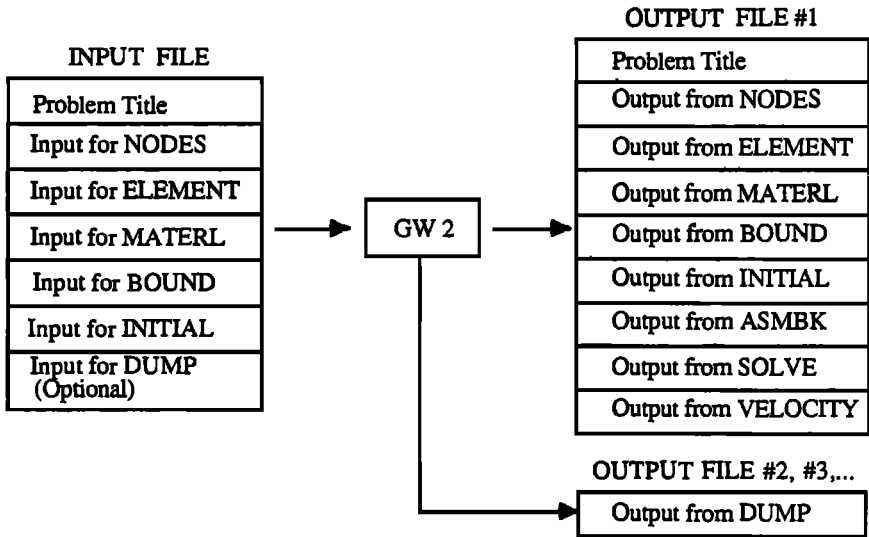 INPUT FILE
Problem Title
Input for NODES
Input for ELEMENT
Input for MATERL
Input for BOUND
Input for INITIAL
Input for DUMP
(Optional)
GW 2
OUTPUT FILE #1
Problem Title
Output from NODES
Output from ELEMENT
Output from MATERL
Output from BOUND
Output from INITIAL
Output from ASMBK
Output from SOLVE
Output from VELOCITY
OUTPUT FILE #2, #3,...
Output from DUMP